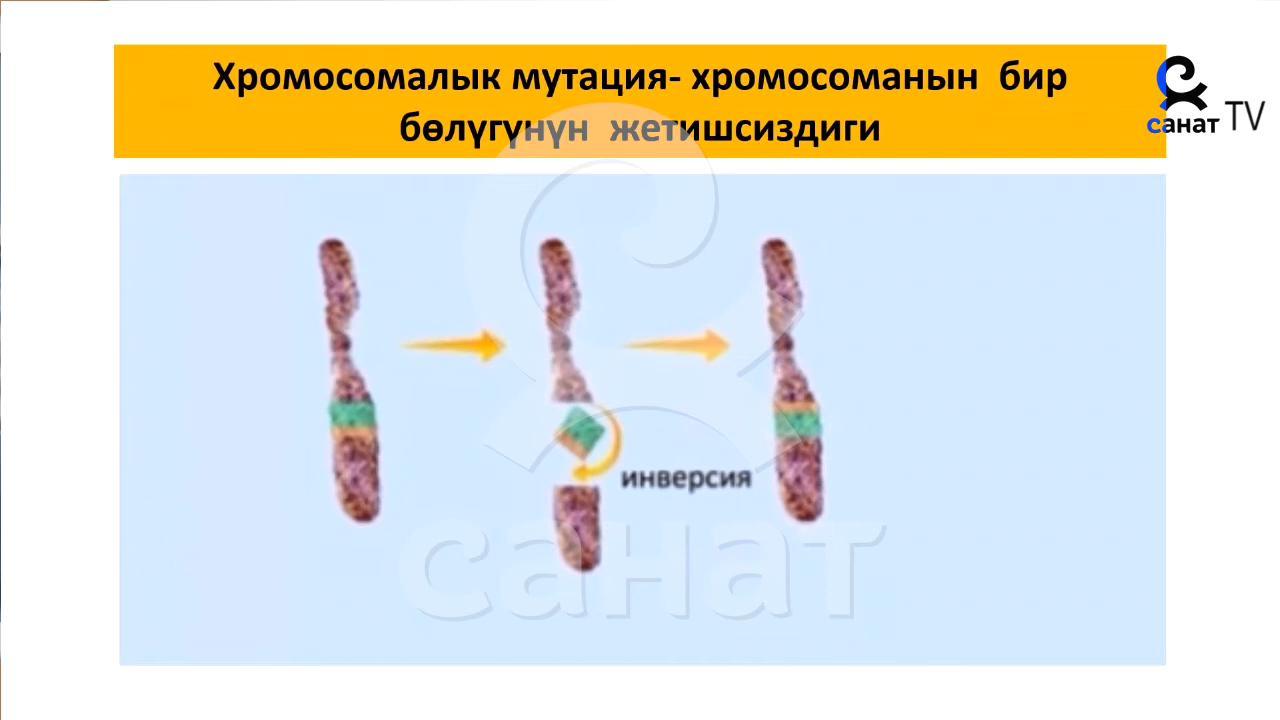 Хромосомалык мутация- хромосоманын  бир
бөлүгүнүн  жетишсиздиги
санат TV
инверсия
санат